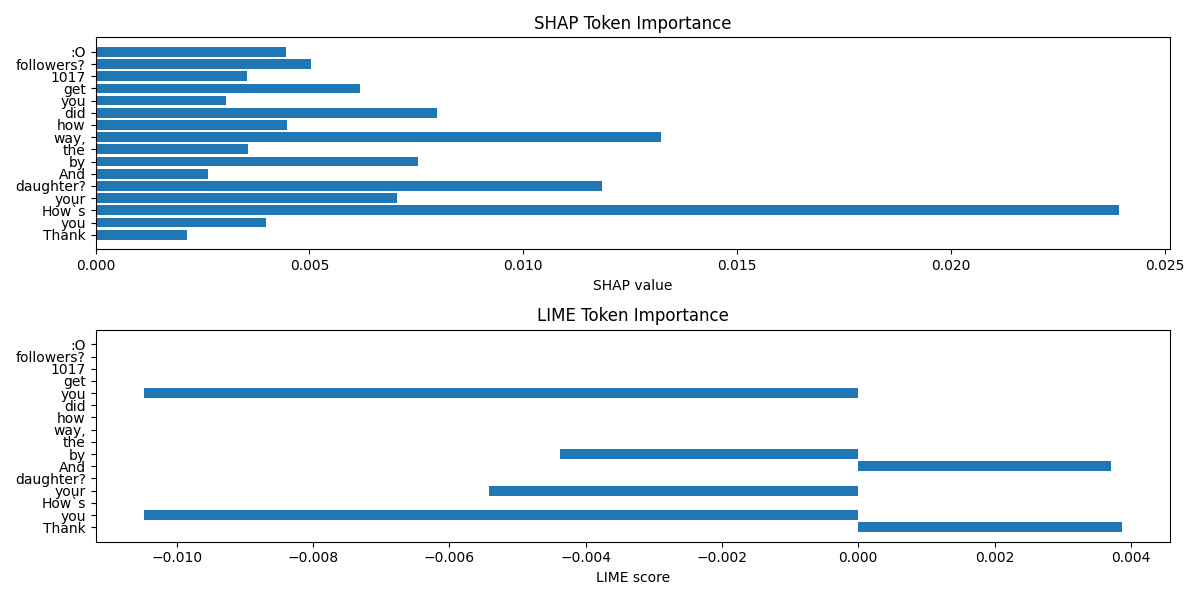 SHAP Token Importance
:O
followers?
1017
get
you
did
how
way,
the
by
And
daughter?
your
How`s
you
Thank
0.000 0.005 0.010 0.015 0.020 0.025
SHAP value
LIME Token Importance
:O
followers?
1017
get
you
did
how
way,
the
by
And
daughter?
your
How`s
you
Thank
−0.010 −0.008 −0.006 −0.004 −0.002 0.000 0.002 0.004
LIME score